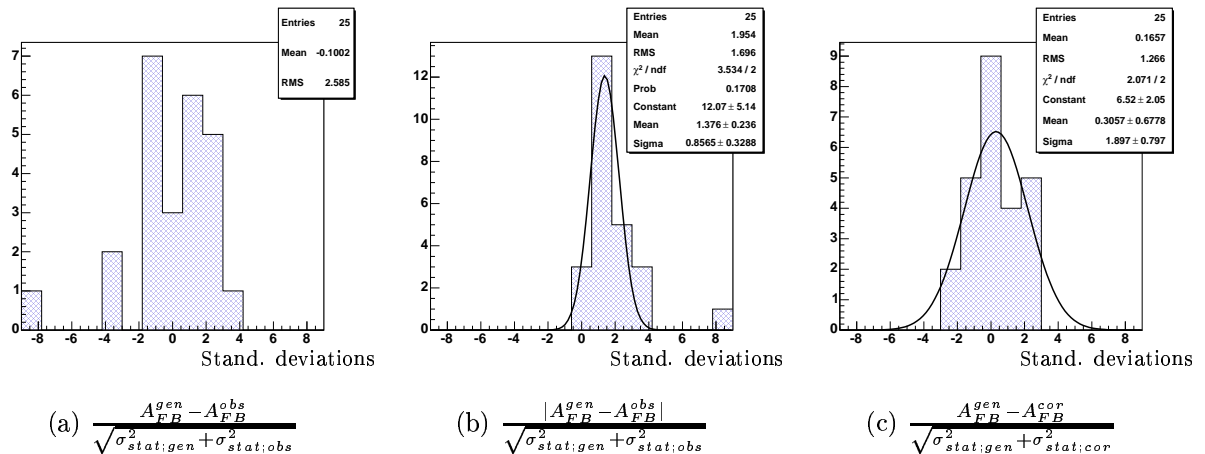 Entries 25
Mean -0.1002
RMS 2.585
7
6
5
4
3
2
1
0
-8 -6 -4 -2 0 2 4 6 8
Stand. deviations
(a) A_{FB}^{gen} − A_{FB}^{obs}
√σ²_{stat;gen} + σ²_{stat;obs}
Entries 25
Mean 1.954
RMS 1.696
χ² / ndf 3.534 / 2
Prob 0.1708
Constant 12.07 ± 5.14
Mean 1.376 ± 0.236
Sigma 0.8565 ± 0.3288
12
10
8
6
4
2
0
-8 -6 -4 -2 0 2 4 6 8
Stand. deviations
(b) |A_{FB}^{gen} − A_{FB}^{obs}|
√σ²_{stat;gen} + σ²_{stat;obs}
Entries 25
Mean 0.1657
RMS 1.266
χ² / ndf 2.071 / 2
Constant 6.52 ± 2.05
Mean 0.3057 ± 0.6778
Sigma 1.897 ± 0.797
9
8
7
6
5
4
3
2
1
0
-8 -6 -4 -2 0 2 4 6 8
Stand. deviations
(c) A_{FB}^{gen} − A_{FB}^{cor}
√σ²_{stat;gen} + σ²_{stat;cor}